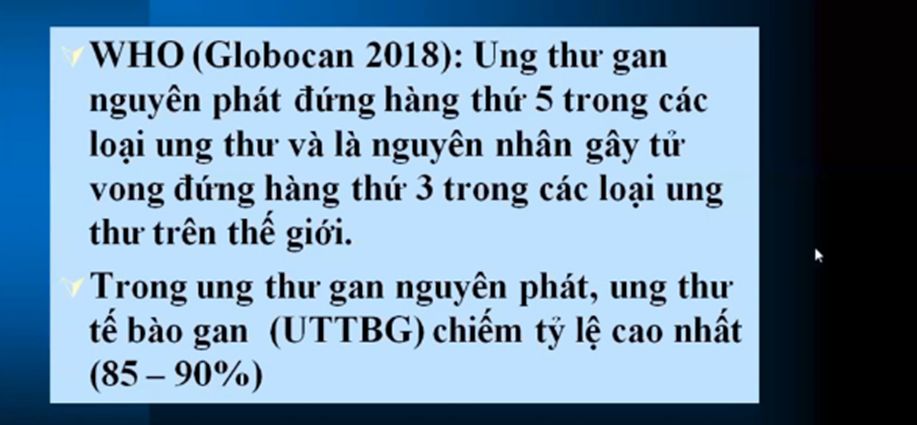 WHO (Globocan 2018): Ung thư gan
nguyên phát đứng hàng thứ 5 trong các
loại ung thư và là nguyên nhân gây tử
vong đứng hàng thứ 3 trong các loại ung
thư trên thế giới.
Trong ung thư gan nguyên phát, ung thư
tế bào gan (UTTBG) chiếm tỷ lệ cao nhất
(85 – 90%)